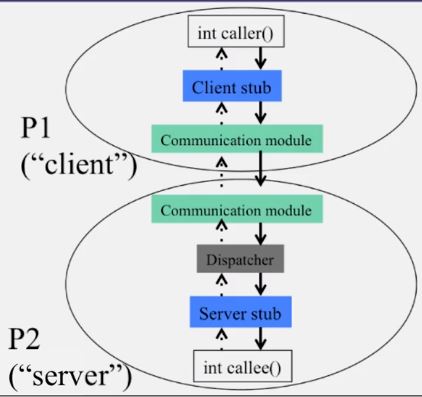 int caller()
Client stub
Communication module
P1
(“client”)
Communication module
Dispatcher
Server stub
int callee()
P2
(“server”)